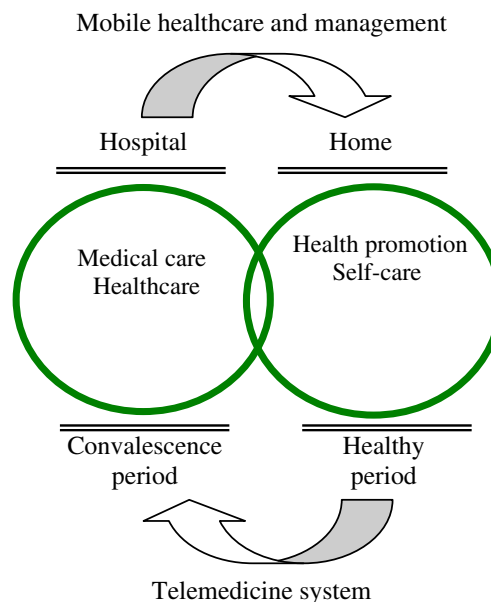 Mobile healthcare and management
Hospital
Home
Medical care
Healthcare
Health promotion
Self-care
Convalescence
period
Healthy
period
Telemedicine system